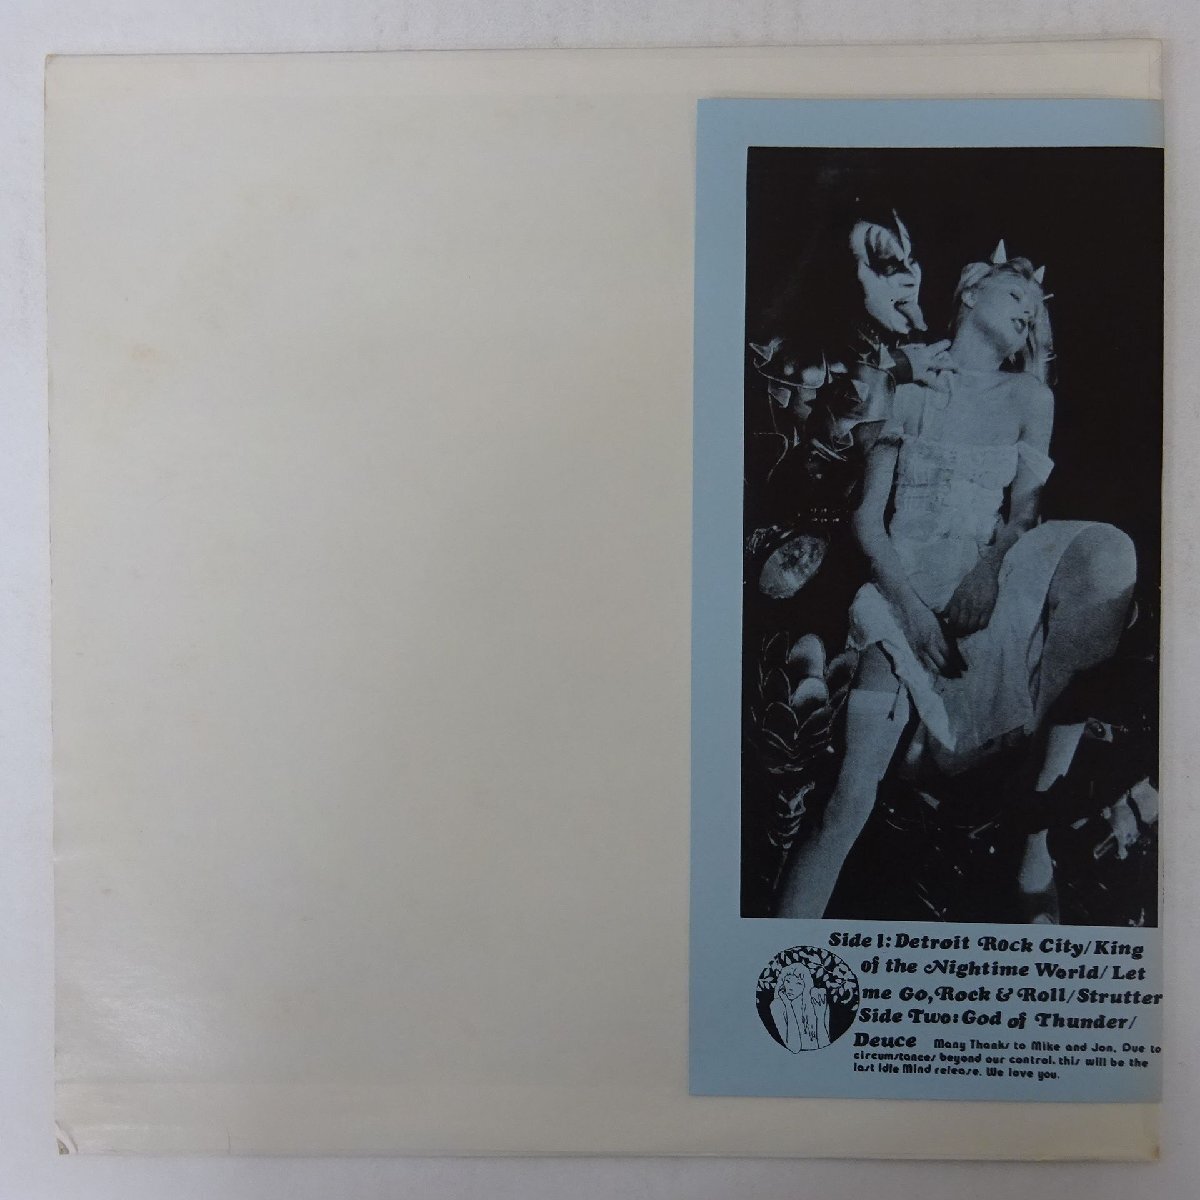 Side 1: Detroit Rock City/King
of the Nightime World/Let
me Go, Rock & Roll/Strutter
Side Two: God of Thunder/
Deuce Many Thanks to Mike and Jon. Due to
circumstances beyond our control, this will be the
last Idle Mind release. We love you.